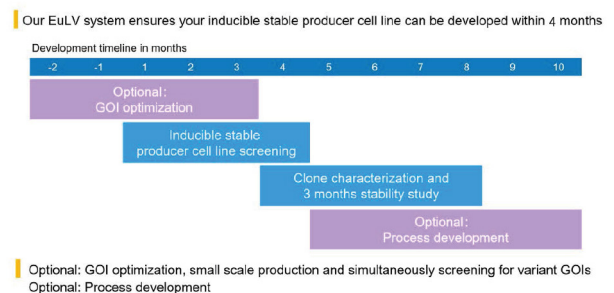 Our EuLV system ensures your inducible stable producer cell line can be developed within 4 months
Development timeline in months
-2 -1 1 2 3 4 5 6 7 8 9 10
Optional:
GOI optimization
Inducible stable
producer cell line screening
Clone characterization and
3 months stability study
Optional:
Process development
Optional: GOI optimization, small scale production and simultaneously screening for variant GOIs
Optional: Process development